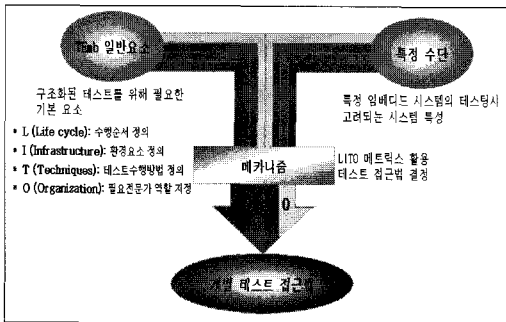 TEmb 일반요소
특정 수단
구조화된 테스트를 위해 필요한
기본 요소
특정 임베디드 시스템의 테스팅시
고려되는 시스템 특성
* L (Life cycle): 수행순서 정의
* I (Infrastructure): 환경요소 정의
* T (Techniques): 테스트수행방법 정의
* O (Organization): 필요전문가 역할 지정
메카니즘
LITO 메트릭스 활용
테스트 접근법 결정
O
개별 테스트 접근법